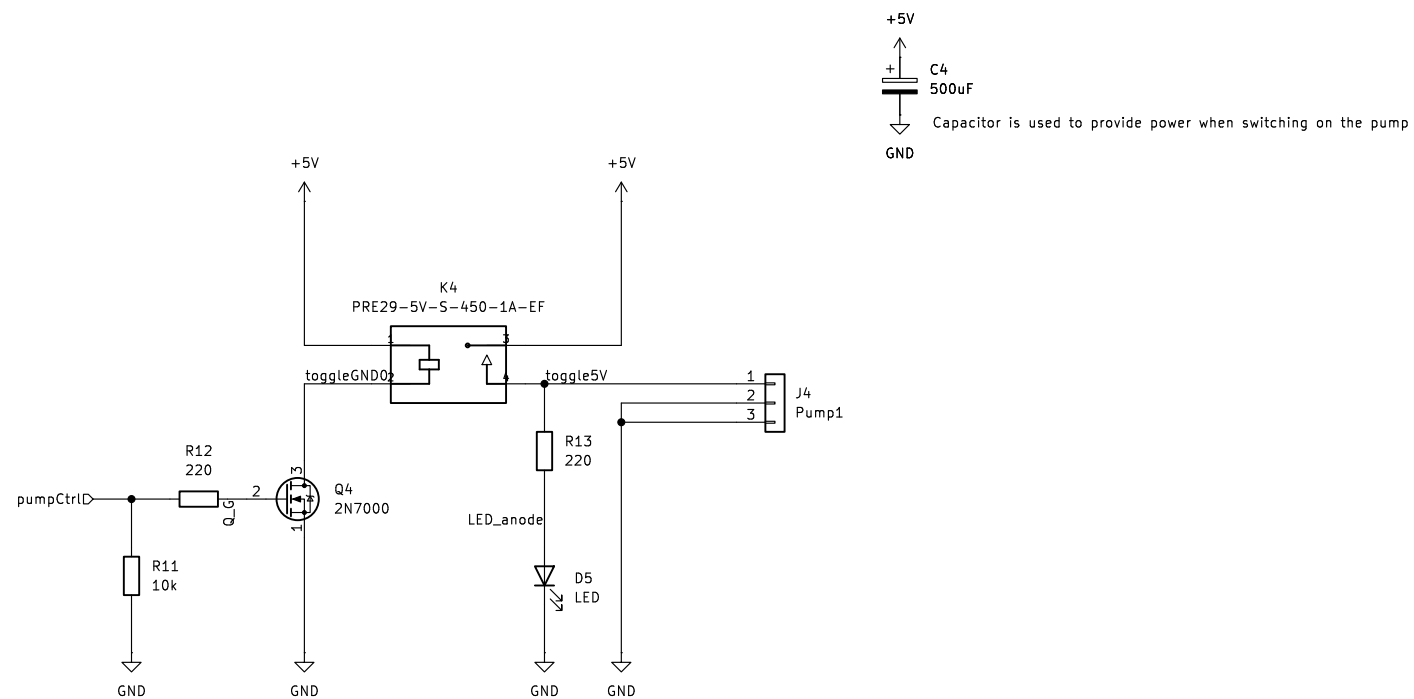 +5V
+
C4
500uF
Capacitor is used to provide power when switching on the pump
GND
+5V
+5V
K4
PRE29-5V-S-450-1A-EF
1
3
toggleGND0
2
4
toggle5V
1
2
3
J4
Pump1
R13
220
R12
220
pumpCtrl
Q_G
2
3
1
Q4
2N7000
LED_anode
R11
10k
D5
LED
GND
GND
GND
GND